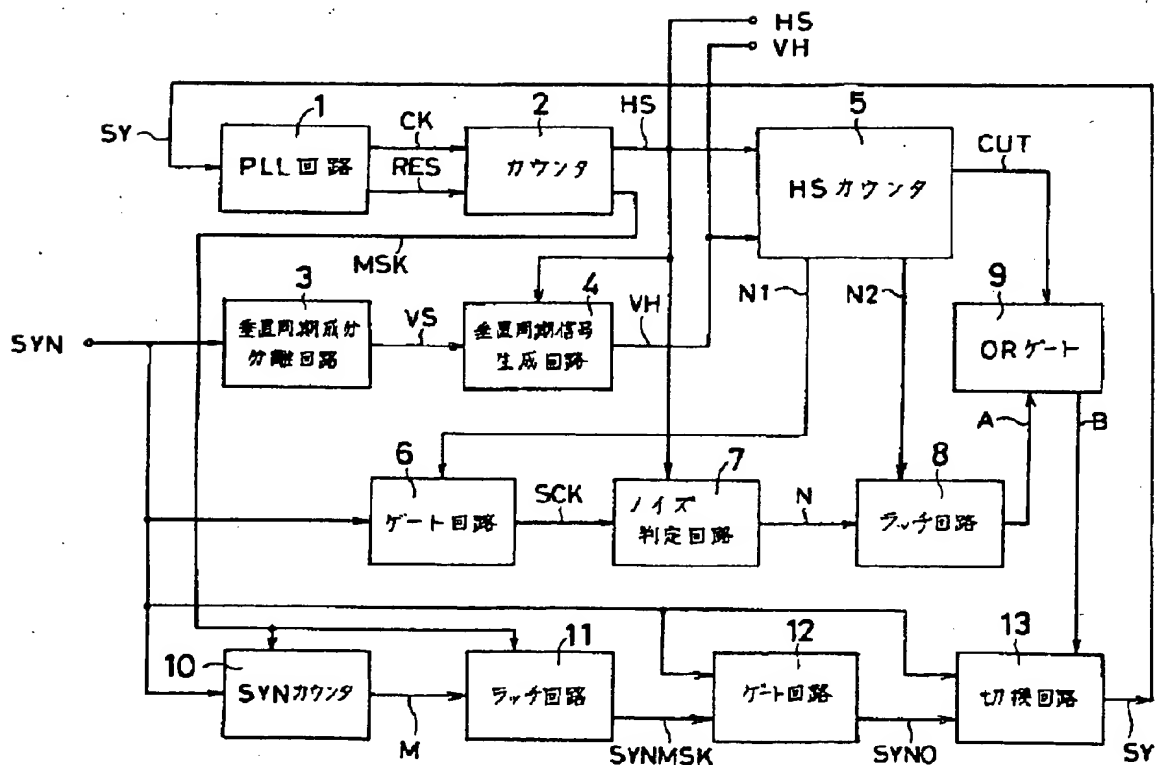 HS
VH
1
2
5
SY
CK
HS
CUT
PLL回路
RES
カウンタ
HSカウンタ
MSK
3
4
N1
N2
9
SYN
垂直周期成分
分離回路
VS
垂直周期信号
生成回路
VH
ORゲート
A
B
6
7
8
ゲート回路
SCK
ノイズ
判定回路
N
ラッチ回路
10
11
12
13
SYNカウンタ
ラッチ回路
ゲート回路
切換回路
M
SYNMSK
SYNO
SY